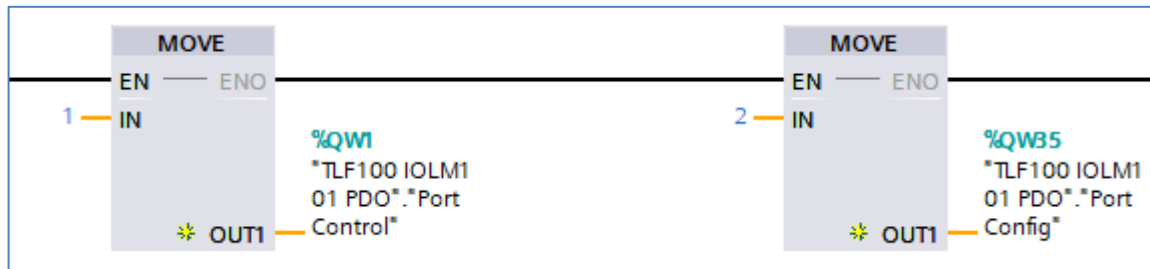 MOVE
EN ENO
1 IN
%QW1
"TLF100 IOLM1
01 PDO"."Port
Control"
OUT1
MOVE
EN ENO
2 IN
%QW35
"TLF100 IOLM1
01 PDO"."Port
Config"
OUT1